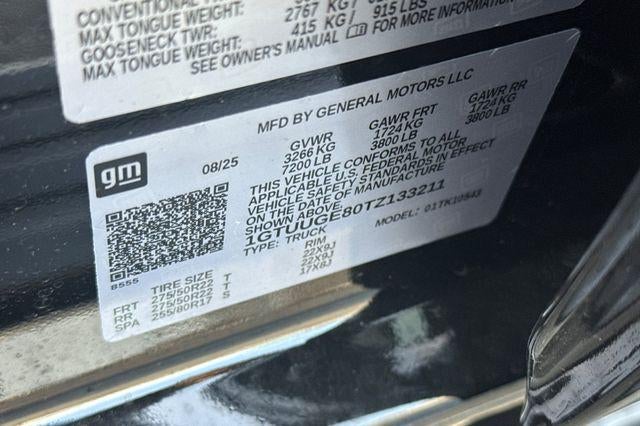 CONVENTIONAL
MAX TONGUE WEIGHT:
GOOSENECK TWR:
MAX TONGUE WEIGHT:
2767 KG/
415 KG/
915 LBS
SEE OWNER'S MANUAL FOR MORE INFORMATION
MFD BY GENERAL MOTORS LLC
gm
08/25
GVWR
3266 KG
7200 LB
GAWR FRT
1724 KG
3800 LB
GAWR RR
1724 KG
3800 LB
THIS VEHICLE CONFORMS TO ALL
APPLICABLE U.S. FEDERAL MOTOR
VEHICLE SAFETY STANDARDS IN EFFECT
ON THE DATE OF MANUFACTURE
SHOWN ABOVE.
1GTUUGE80TZ133211
TYPE: TRUCK
MODEL: 01TK10543
B555
TIRE SIZE RIM
FRT 275/50R22 T 22X9J
RR 275/50R22 T 22X9J
SPA 255/80R17 S 17X8J